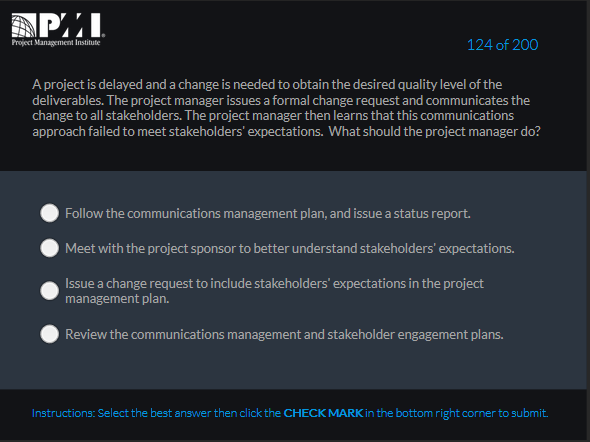 PMI
Project Management Institute
124 of 200
A project is delayed and a change is needed to obtain the desired quality level of the
deliverables. The project manager issues a formal change request and communicates the
change to all stakeholders. The project manager then learns that this communications
approach failed to meet stakeholders' expectations. What should the project manager do?
Follow the communications management plan, and issue a status report.
Meet with the project sponsor to better understand stakeholders' expectations.
Issue a change request to include stakeholders' expectations in the project
management plan.
Review the communications management and stakeholder engagement plans.
Instructions: Select the best answer then click the CHECK MARK in the bottom right corner to submit.